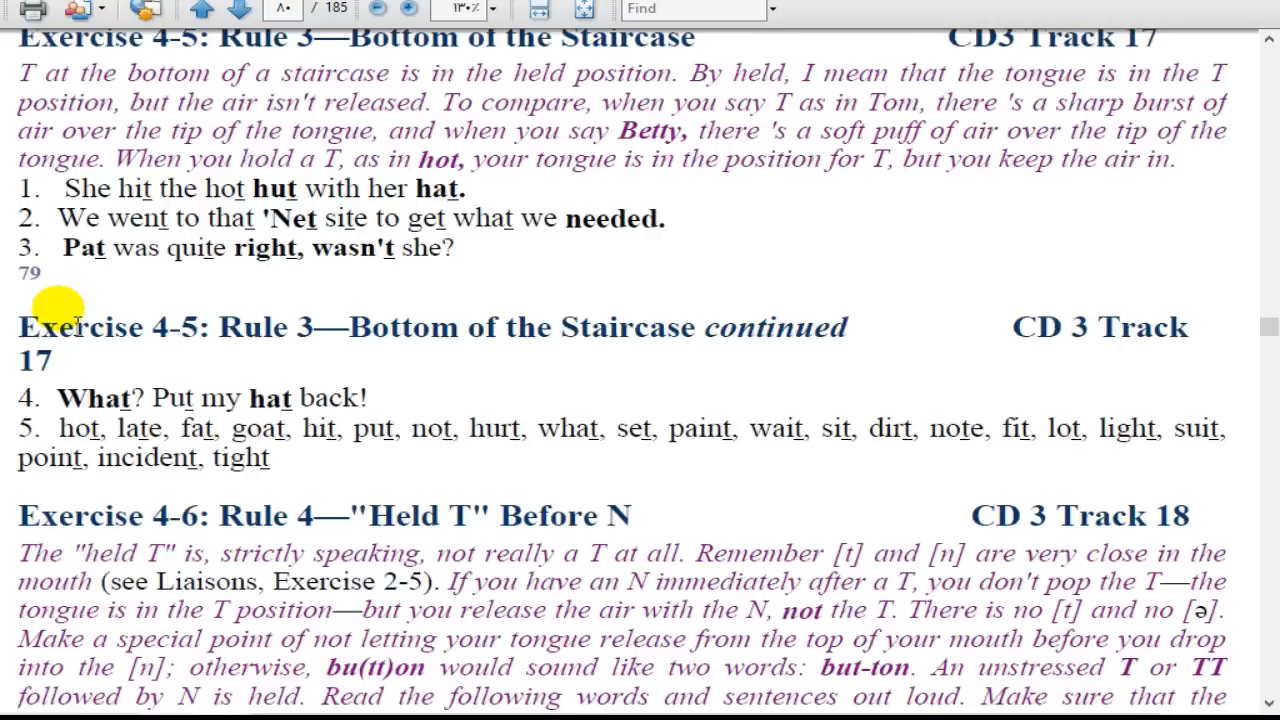 ۸۰ / 185 ۱۳۰٪ Find
Exercise 4-5: Rule 3—Bottom of the Staircase CD3 Track 17
T at the bottom of a staircase is in the held position. By held, I mean that the tongue is in the T
position, but the air isn't released. To compare, when you say T as in Tom, there 's a sharp burst of
air over the tip of the tongue, and when you say Betty, there 's a soft puff of air over the tip of the
tongue. When you hold a T, as in hot, your tongue is in the position for T, but you keep the air in.
1. She hit the hot hut with her hat.
2. We went to that 'Net site to get what we needed.
3. Pat was quite right, wasn't she?
79
Exercise 4-5: Rule 3—Bottom of the Staircase continued CD 3 Track
17
4. What? Put my hat back!
5. hot, late, fat, goat, hit, put, not, hurt, what, set, paint, wait, sit, dirt, note, fit, lot, light, suit,
point, incident, tight
Exercise 4-6: Rule 4—"Held T" Before N CD 3 Track 18
The "held T" is, strictly speaking, not really a T at all. Remember [t] and [n] are very close in the
mouth (see Liaisons, Exercise 2-5). If you have an N immediately after a T, you don't pop the T—the
tongue is in the T position—but you release the air with the N, not the T. There is no [t] and no [ə].
Make a special point of not letting your tongue release from the top of your mouth before you drop
into the [n]; otherwise, bu(tt)on would sound like two words: but-ton. An unstressed T or TT
followed by N is held. Read the following words and sentences out loud. Make sure that the